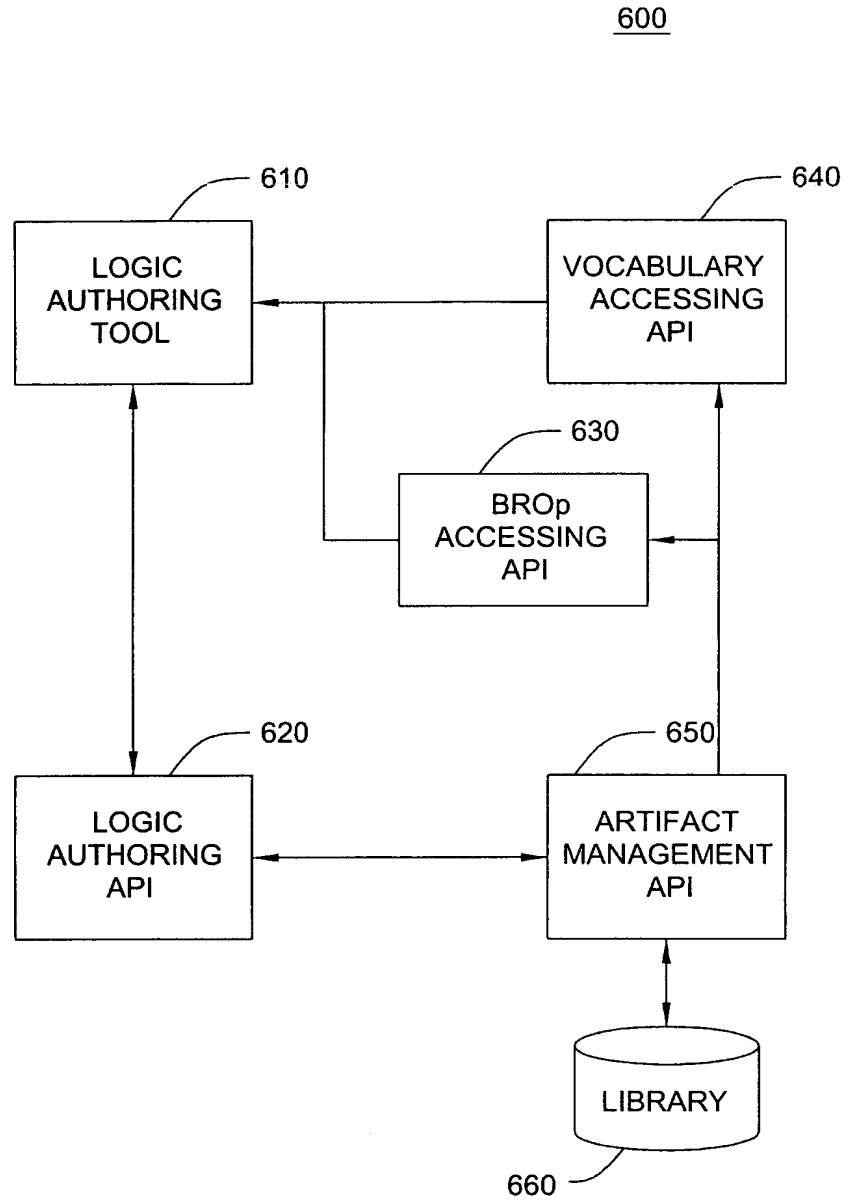 600
610
LOGIC
AUTHORING
TOOL
640
VOCABULARY
ACCESSING
API
630
BROp
ACCESSING
API
620
LOGIC
AUTHORING
API
650
ARTIFACT
MANAGEMENT
API
LIBRARY
660